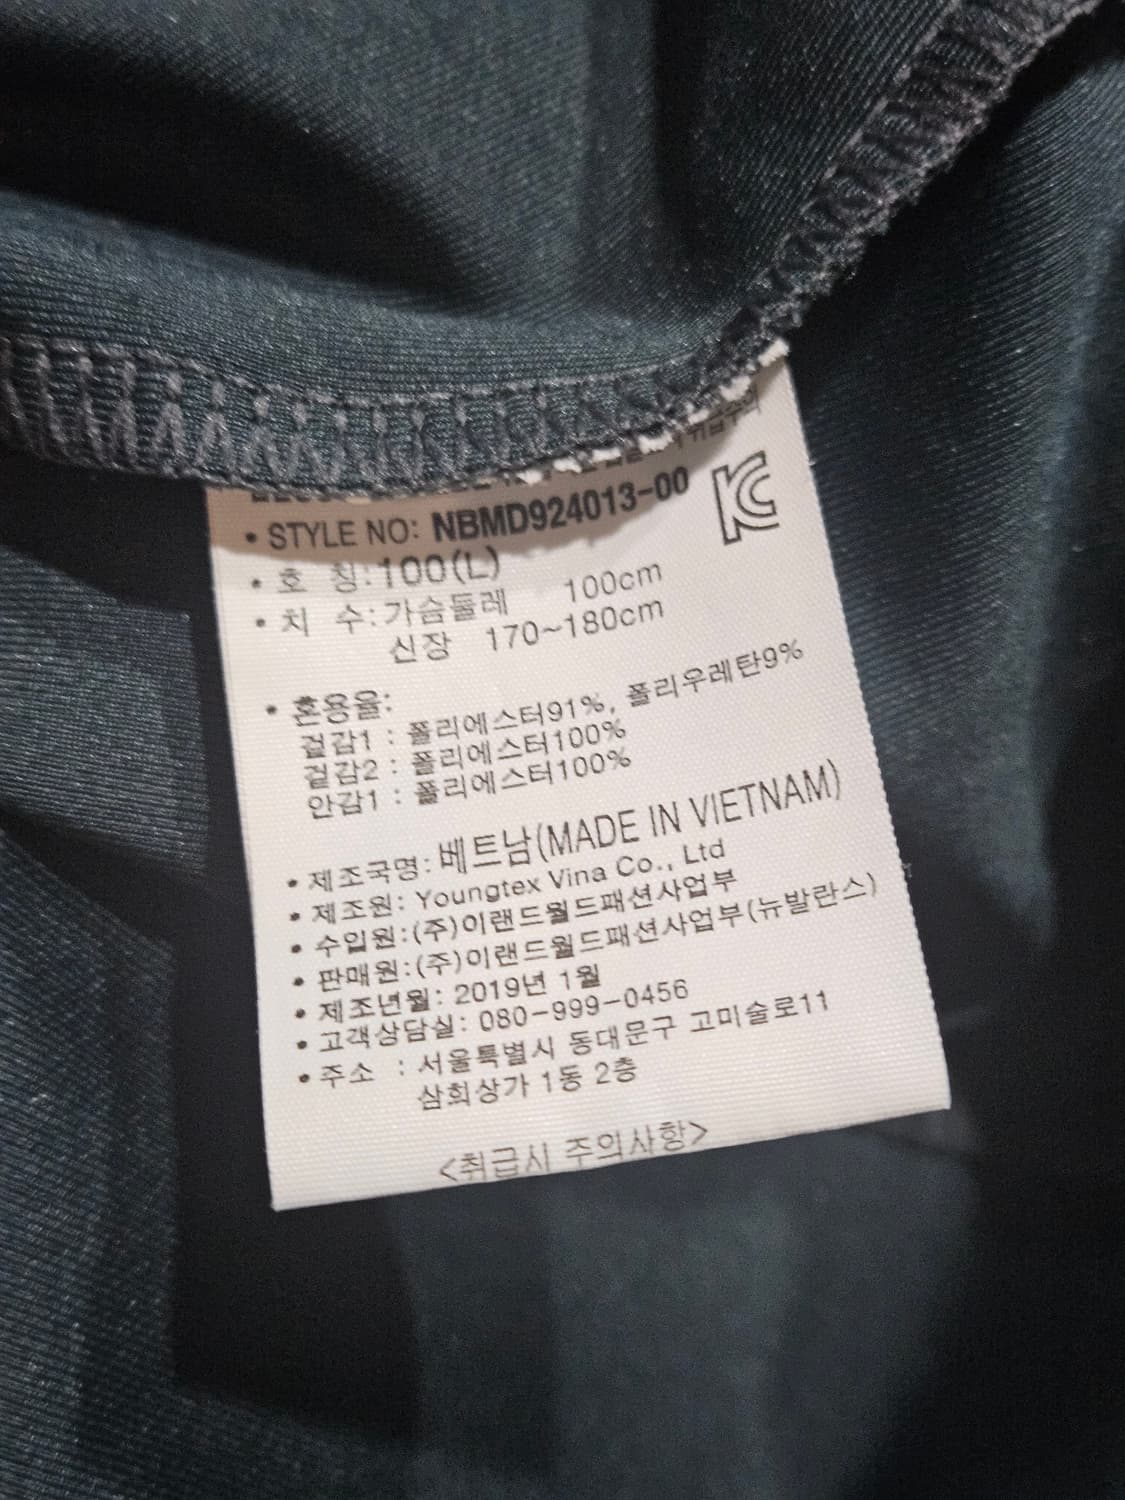 취급주의
• STYLE NO: NBMD924013-00
KC
• 호 칭: 100(L)
• 치 수: 가슴둘레 100cm
신장 170~180cm
• 혼용율:
겉감1 : 폴리에스터91%, 폴리우레탄9%
겉감2 : 폴리에스터100%
안감1 : 폴리에스터100%
• 제조국명: 베트남(MADE IN VIETNAM)
• 제조원: Youngtex Vina Co., Ltd
• 수입원:(주)이랜드월드패션사업부
• 판매원:(주)이랜드월드패션사업부(뉴발란스)
• 제조년월: 2019년 1월
• 고객상담실: 080-999-0456
• 주소 : 서울특별시 동대문구 고미술로11
삼희상가 1동 2층
<취급시 주의사항>